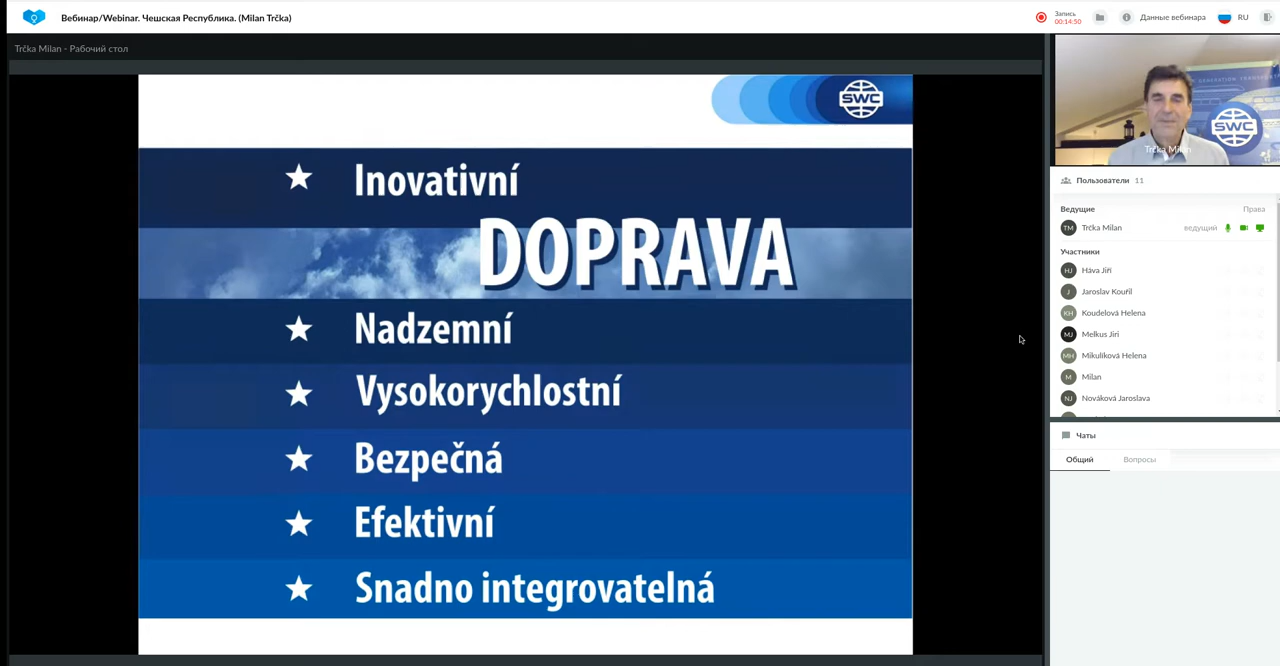 Вебинар/Webinar. Чешская Республика. (Milan Trčka)
Запись
00:14:50
Данные вебинара
RU
Trčka Milan - Рабочий стол
SWC
Inovativní
DOPRAVA
Nadzemní
Vysokorychlostní
Bezpečná
Efektivní
Snadno integrovatelná
SWC
Trčka Milan
Пользователи 11
Ведущие Права
TM Trčka Milan ведущий
Участники
HJ Háva Jiří
J Jaroslav Kouřil
KH Koudelová Helena
MJ Melkus Jiri
MH Mikulíková Helena
M Milan
NJ Nováková Jaroslava
Чаты
Общий Вопросы